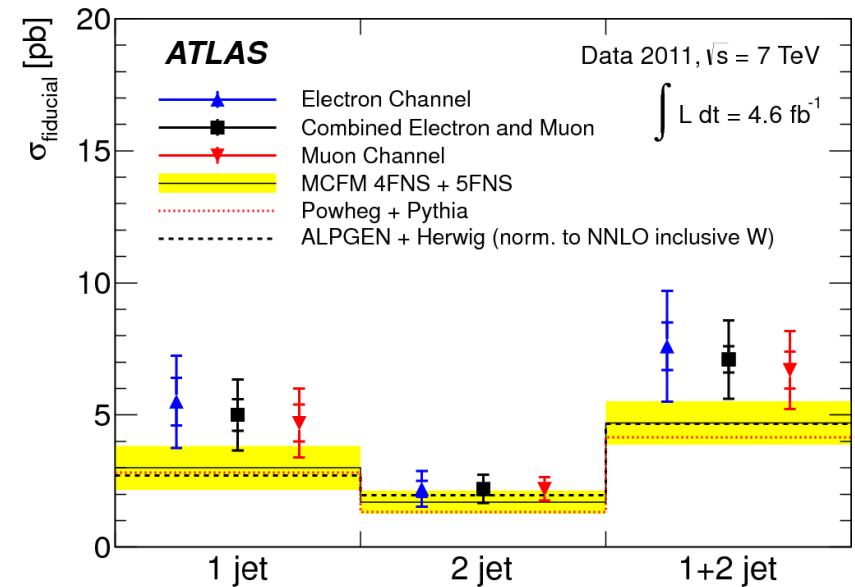 σfiducial [pb]
20
15
10
5
0
ATLAS
Data 2011, √s = 7 TeV
∫ L dt = 4.6 fb-1
Electron Channel
Combined Electron and Muon
Muon Channel
MCFM 4FNS + 5FNS
Powheg + Pythia
ALPGEN + Herwig (norm. to NNLO inclusive W)
1 jet
2 jet
1+2 jet